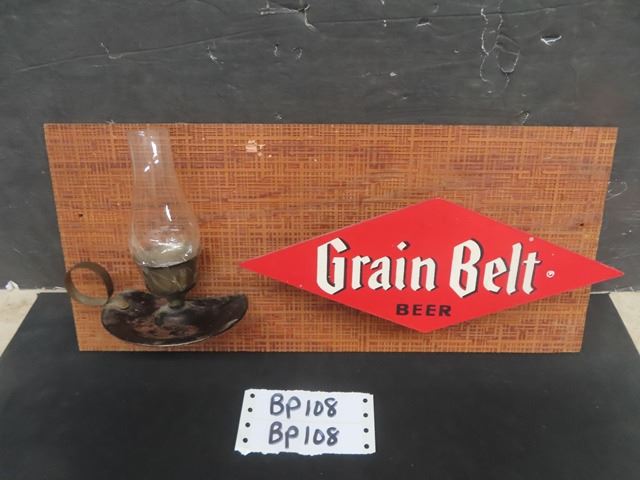 Grain Belt ®
BEER
BP108
BP108